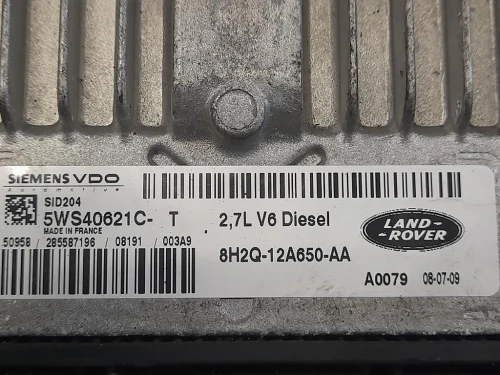 SIEMENS VDO
Automotive
SID204
5WS40621C- T
MADE IN FRANCE
50958 / 285587196 / 08191 / 003A9
2,7L V6 Diesel
8H2Q-12A650-AA
LAND-
-ROVER
A0079 08-07-09